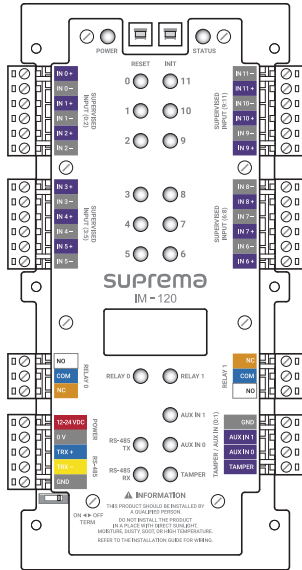 POWER
STATUS
RESET INIT
0 11
1 10
2 9
3 8
4 7
5 6
IN 0+
IN 0−
IN 1+
IN 1−
IN 2+
IN 2−
SUPERVISED
INPUT (0:2)
IN 11−
IN 11+
IN 10−
IN 10+
IN 9−
IN 9+
SUPERVISED
INPUT (9:11)
IN 3+
IN 3−
IN 4+
IN 4−
IN 5+
IN 5−
SUPERVISED
INPUT (3:5)
IN 8−
IN 8+
IN 7−
IN 7+
IN 6−
IN 6+
SUPERVISED
INPUT (6:8)
suprema
IM – 120
NO
COM
NC
RELAY 0
RELAY 0
RELAY 1
RELAY 1
NC
COM
NO
12-24 VDC
0 V
TRX +
TRX −
GND
POWER
RS-485
AUX IN 1
RS-485
TX
AUX IN 0
RS-485
RX
TAMPER
TAMPER / AUX IN (0:1)
GND
AUX IN 1
AUX IN 0
TAMPER
ON ◄► OFF
TERM
⚠ INFORMATION
THIS PRODUCT SHOULD BE INSTALLED BY
A QUALIFIED PERSON.
DO NOT INSTALL THE PRODUCT
IN A PLACE WITH DIRECT SUNLIGHT,
MOISTURE, DUSTY, SOOT, OR HIGH TEMPERATURE.
REFER TO THE INSTALLATION GUIDE FOR WIRING.